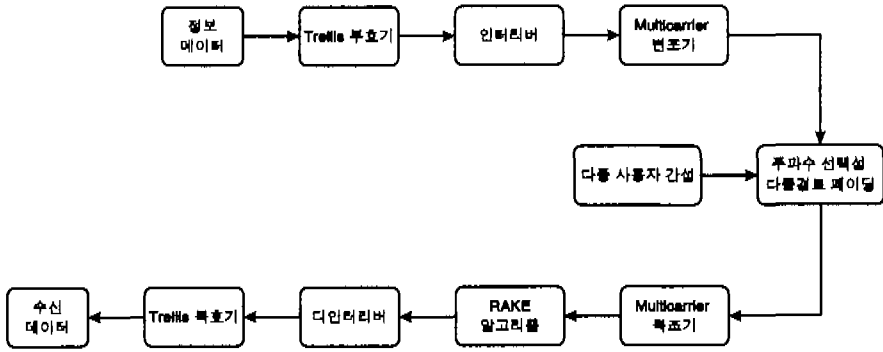 정보
데이터
Trellis 부호기
인터리버
Multicarrier
변조기
다중 사용자 간섭
주파수 선택성
다중경로 페이딩
수신
데이터
Trellis 복호기
디인터리버
RAKE
알고리즘
Multicarrier
복조기